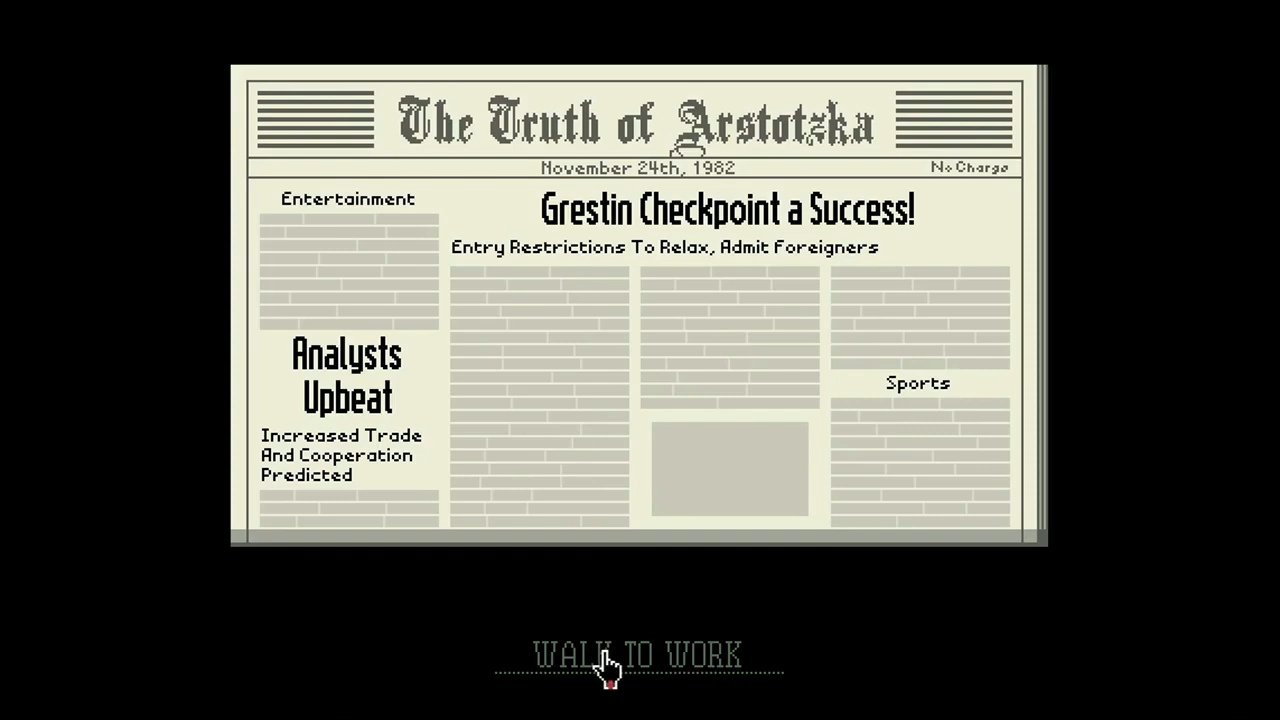 The Truth of Arstotzka
November 24th, 1982
No Charge
Entertainment
Grestin Checkpoint a Success!
Entry Restrictions To Relax, Admit Foreigners
Analysts
Upbeat
Increased Trade
And Cooperation
Predicted
Sports
WALK TO WORK